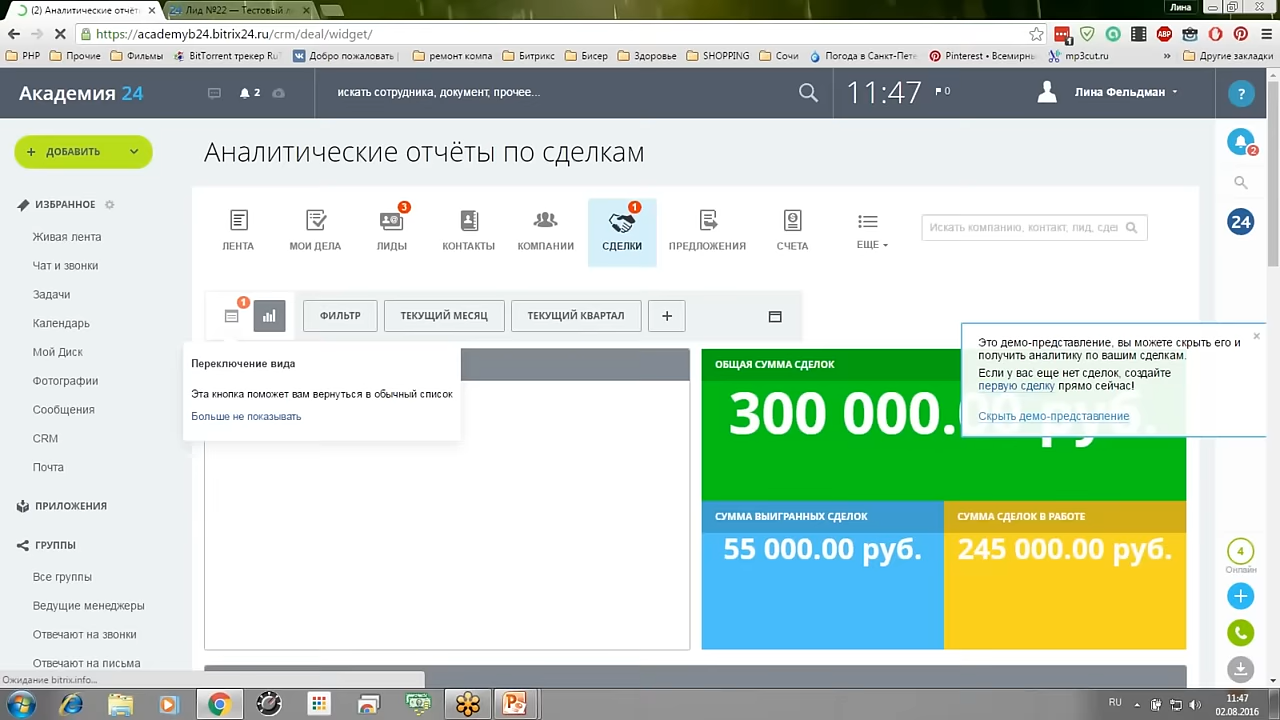 (2) Аналитические отчёт
Лид №22 — Тестовый ли
Лина
https://academyb24.bitrix24.ru/crm/deal/widget/
PHP
Прочие
Фильмы
BitTorrent трекер RuT
Добро пожаловать |
ремонт компа
Битрикс
Бисер
Здоровье
SHOPPING
Сочи
Погода в Санкт-Пете
Pinterest • Всемирны
mp3cut.ru
»
Другие закладки
Академия 24
2
искать сотрудника, документ, прочее...
11:47
0
Лина Фельдман
?
+ ДОБАВИТЬ
Аналитические отчёты по сделкам
2
ИЗБРАННОЕ
Живая лента
Чат и звонки
Задачи
Календарь
Мой Диск
Фотографии
Сообщения
CRM
Почта
ПРИЛОЖЕНИЯ
ГРУППЫ
Все группы
Ведущие менеджеры
Отвечают на звонки
Отвечают на письма
3
1
ЛЕНТА
МОИ ДЕЛА
ЛИДЫ
КОНТАКТЫ
КОМПАНИИ
СДЕЛКИ
ПРЕДЛОЖЕНИЯ
СЧЕТА
ЕЩЕ
Искать компанию, контакт, лид, сдел
24
1
ФИЛЬТР
ТЕКУЩИЙ МЕСЯЦ
ТЕКУЩИЙ КВАРТАЛ
+
Переключение вида
Эта кнопка поможет вам вернуться в обычный список
Больше не показывать
ОБЩАЯ СУММА СДЕЛОК
300 000.
Это демо-представление, вы можете скрыть его и
получить аналитику по вашим сделкам.
Если у вас еще нет сделок, создайте
первую сделку прямо сейчас!
Скрыть демо-представление
СУММА ВЫИГРАННЫХ СДЕЛОК
55 000.00 руб.
СУММА СДЕЛОК В РАБОТЕ
245 000.00 руб.
4
Онлайн
Ожидание bitrix.info...
RU
11:47
02.08.2016